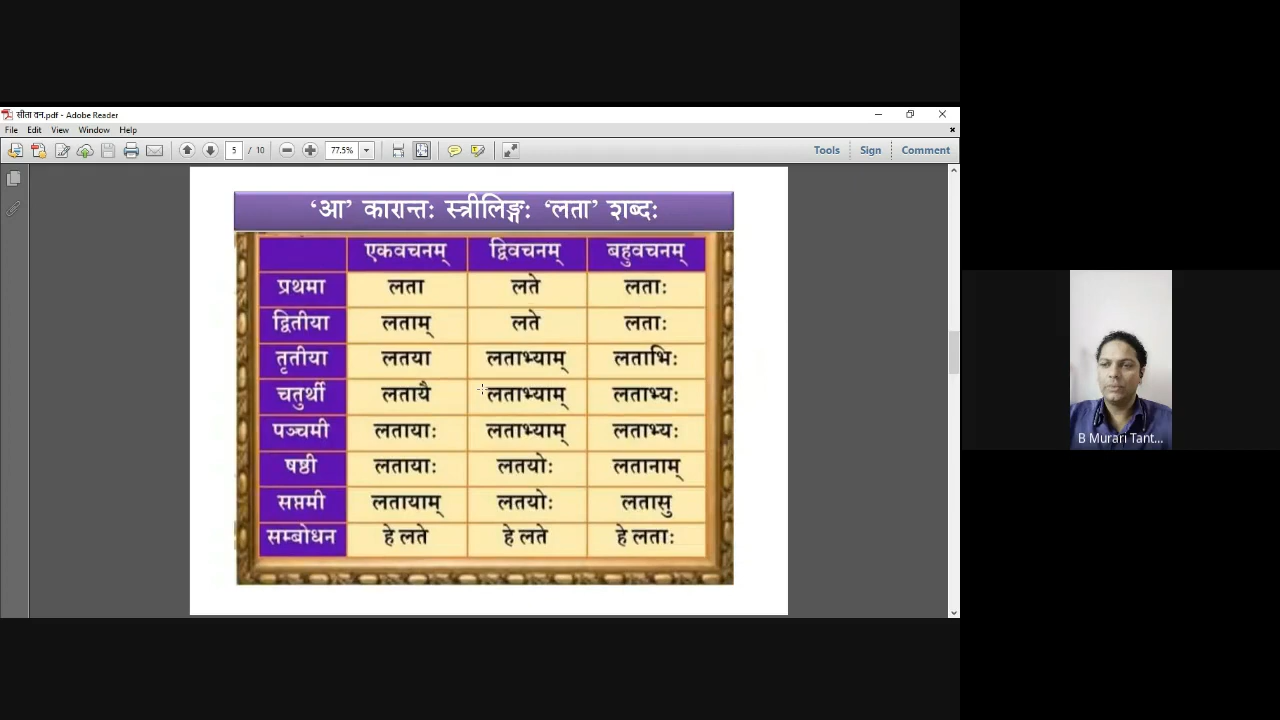 सीता वन.pdf - Adobe Reader
File Edit View Window Help
5 / 10 77.5% Tools Sign Comment
‘आ’ कारान्तः स्त्रीलिङ्गः ‘लता’ शब्दः
एकवचनम् द्विवचनम् बहुवचनम्
प्रथमा लता लते लताः
द्वितीया लताम् लते लताः
तृतीया लतया लताभ्याम् लताभिः
चतुर्थी लतायै लताभ्याम् लताभ्यः
पञ्चमी लतायाः लताभ्याम् लताभ्यः
षष्ठी लतायाः लतयोः लतानाम्
सप्तमी लतायाम् लतयोः लतासु
सम्बोधन हे लते हे लते हे लताः
B Murari Tant...